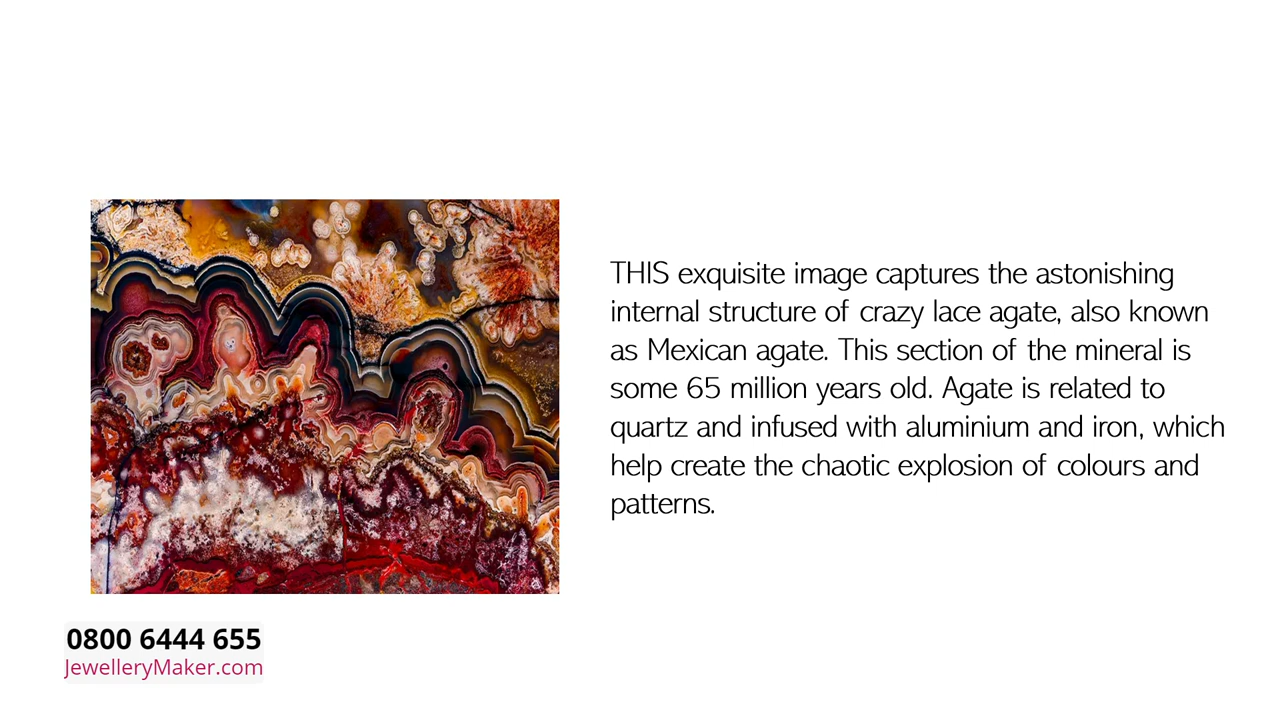 THIS exquisite image captures the astonishing
internal structure of crazy lace agate, also known
as Mexican agate. This section of the mineral is
some 65 million years old. Agate is related to
quartz and infused with aluminium and iron, which
help create the chaotic explosion of colours and
patterns.
0800 6444 655
JewelleryMaker.com